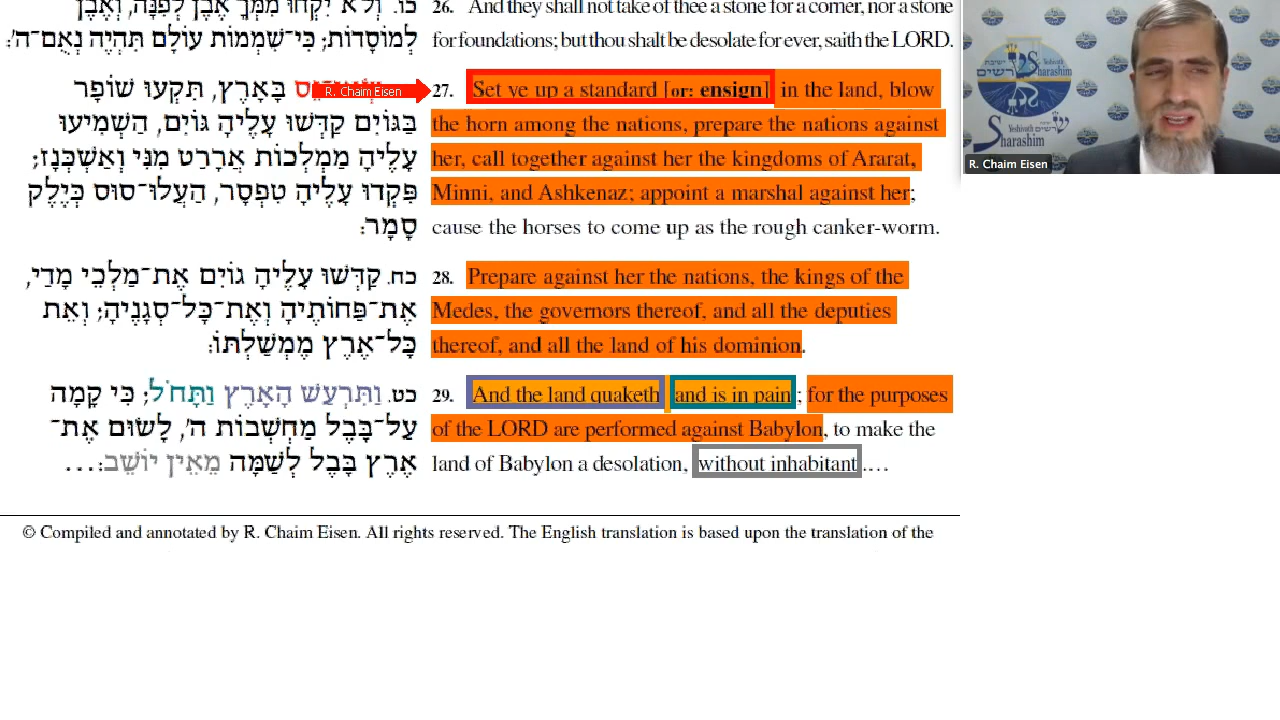 כו. וְלֹא־יִקְחוּ מִמְּךָ אֶבֶן לְפִנָּה, וְאֶבֶן
לְמוֹסָדוֹת; כִּי־שִׁמְמוֹת עוֹלָם תִּהְיֶה נְאֻם־ה':
ס בָּאָרֶץ, תִּקְעוּ שׁוֹפָר
בַּגּוֹיִם קַדְּשׁוּ עָלֶיהָ גּוֹיִם, הַשְׁמִיעוּ
עָלֶיהָ מַמְלְכוֹת אֲרָרַט מִנִּי וְאַשְׁכְּנָז;
פִּקְדוּ עָלֶיהָ טִפְסָר, הַעֲלוּ־סוּס כְּיֶלֶק
סָמָר:
כח. קַדְּשׁוּ עָלֶיהָ גוֹיִם אֶת־מַלְכֵי מָדַי,
אֶת־פַּחוֹתֶיהָ וְאֶת־כָּל־סְגָנֶיהָ; וְאֵת
כָּל־אֶרֶץ מֶמְשַׁלְתּוֹ:
כט. וַתִּרְעַשׁ הָאָרֶץ וַתָּחֹל; כִּי קָמָה
עַל־בָּבֶל מַחְשְׁבוֹת ה', לָשׂוּם אֶת־
אֶרֶץ בָּבֶל לְשַׁמָּה מֵאֵין יוֹשֵׁב:...
R. Chaim Eisen
26. And they shall not take of thee a stone for a corner, nor a stone
for foundations; but thou shalt be desolate for ever, saith the LORD.
27. Set ye up a standard [or: ensign] in the land, blow
the horn among the nations, prepare the nations against
her, call together against her the kingdoms of Ararat,
Minni, and Ashkenaz; appoint a marshal against her;
cause the horses to come up as the rough canker-worm.
28. Prepare against her the nations, the kings of the
Medes, the governors thereof, and all the deputies
thereof, and all the land of his dominion.
29. And the land quaketh and is in pain; for the purposes
of the LORD are performed against Babylon, to make the
land of Babylon a desolation, without inhabitant....
© Compiled and annotated by R. Chaim Eisen. All rights reserved. The English translation is based upon the translation of the
Yeshivath
Sharashim
R. Chaim Eisen